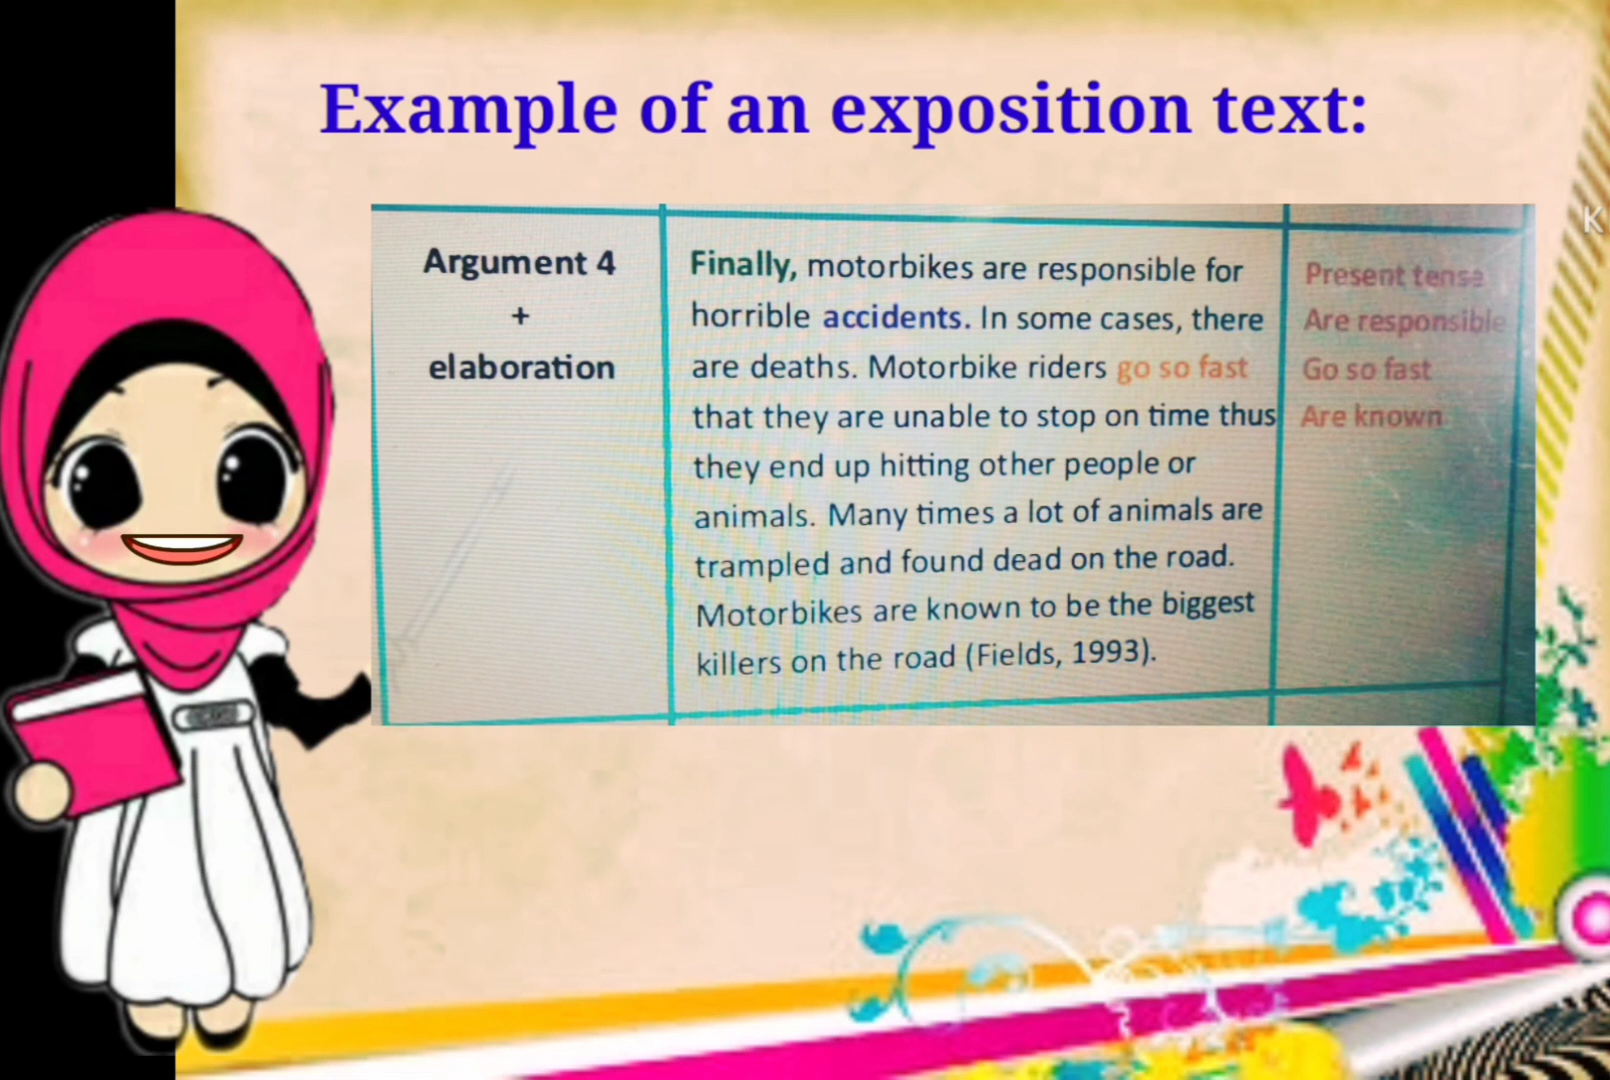 Example of an exposition text:
Argument 4
+
elaboration
Finally, motorbikes are responsible for
horrible accidents. In some cases, there
are deaths. Motorbike riders go so fast
that they are unable to stop on time thus
they end up hitting other people or
animals. Many times a lot of animals are
trampled and found dead on the road.
Motorbikes are known to be the biggest
killers on the road (Fields, 1993).
Present tense
Are responsible
Go so fast
Are known
K